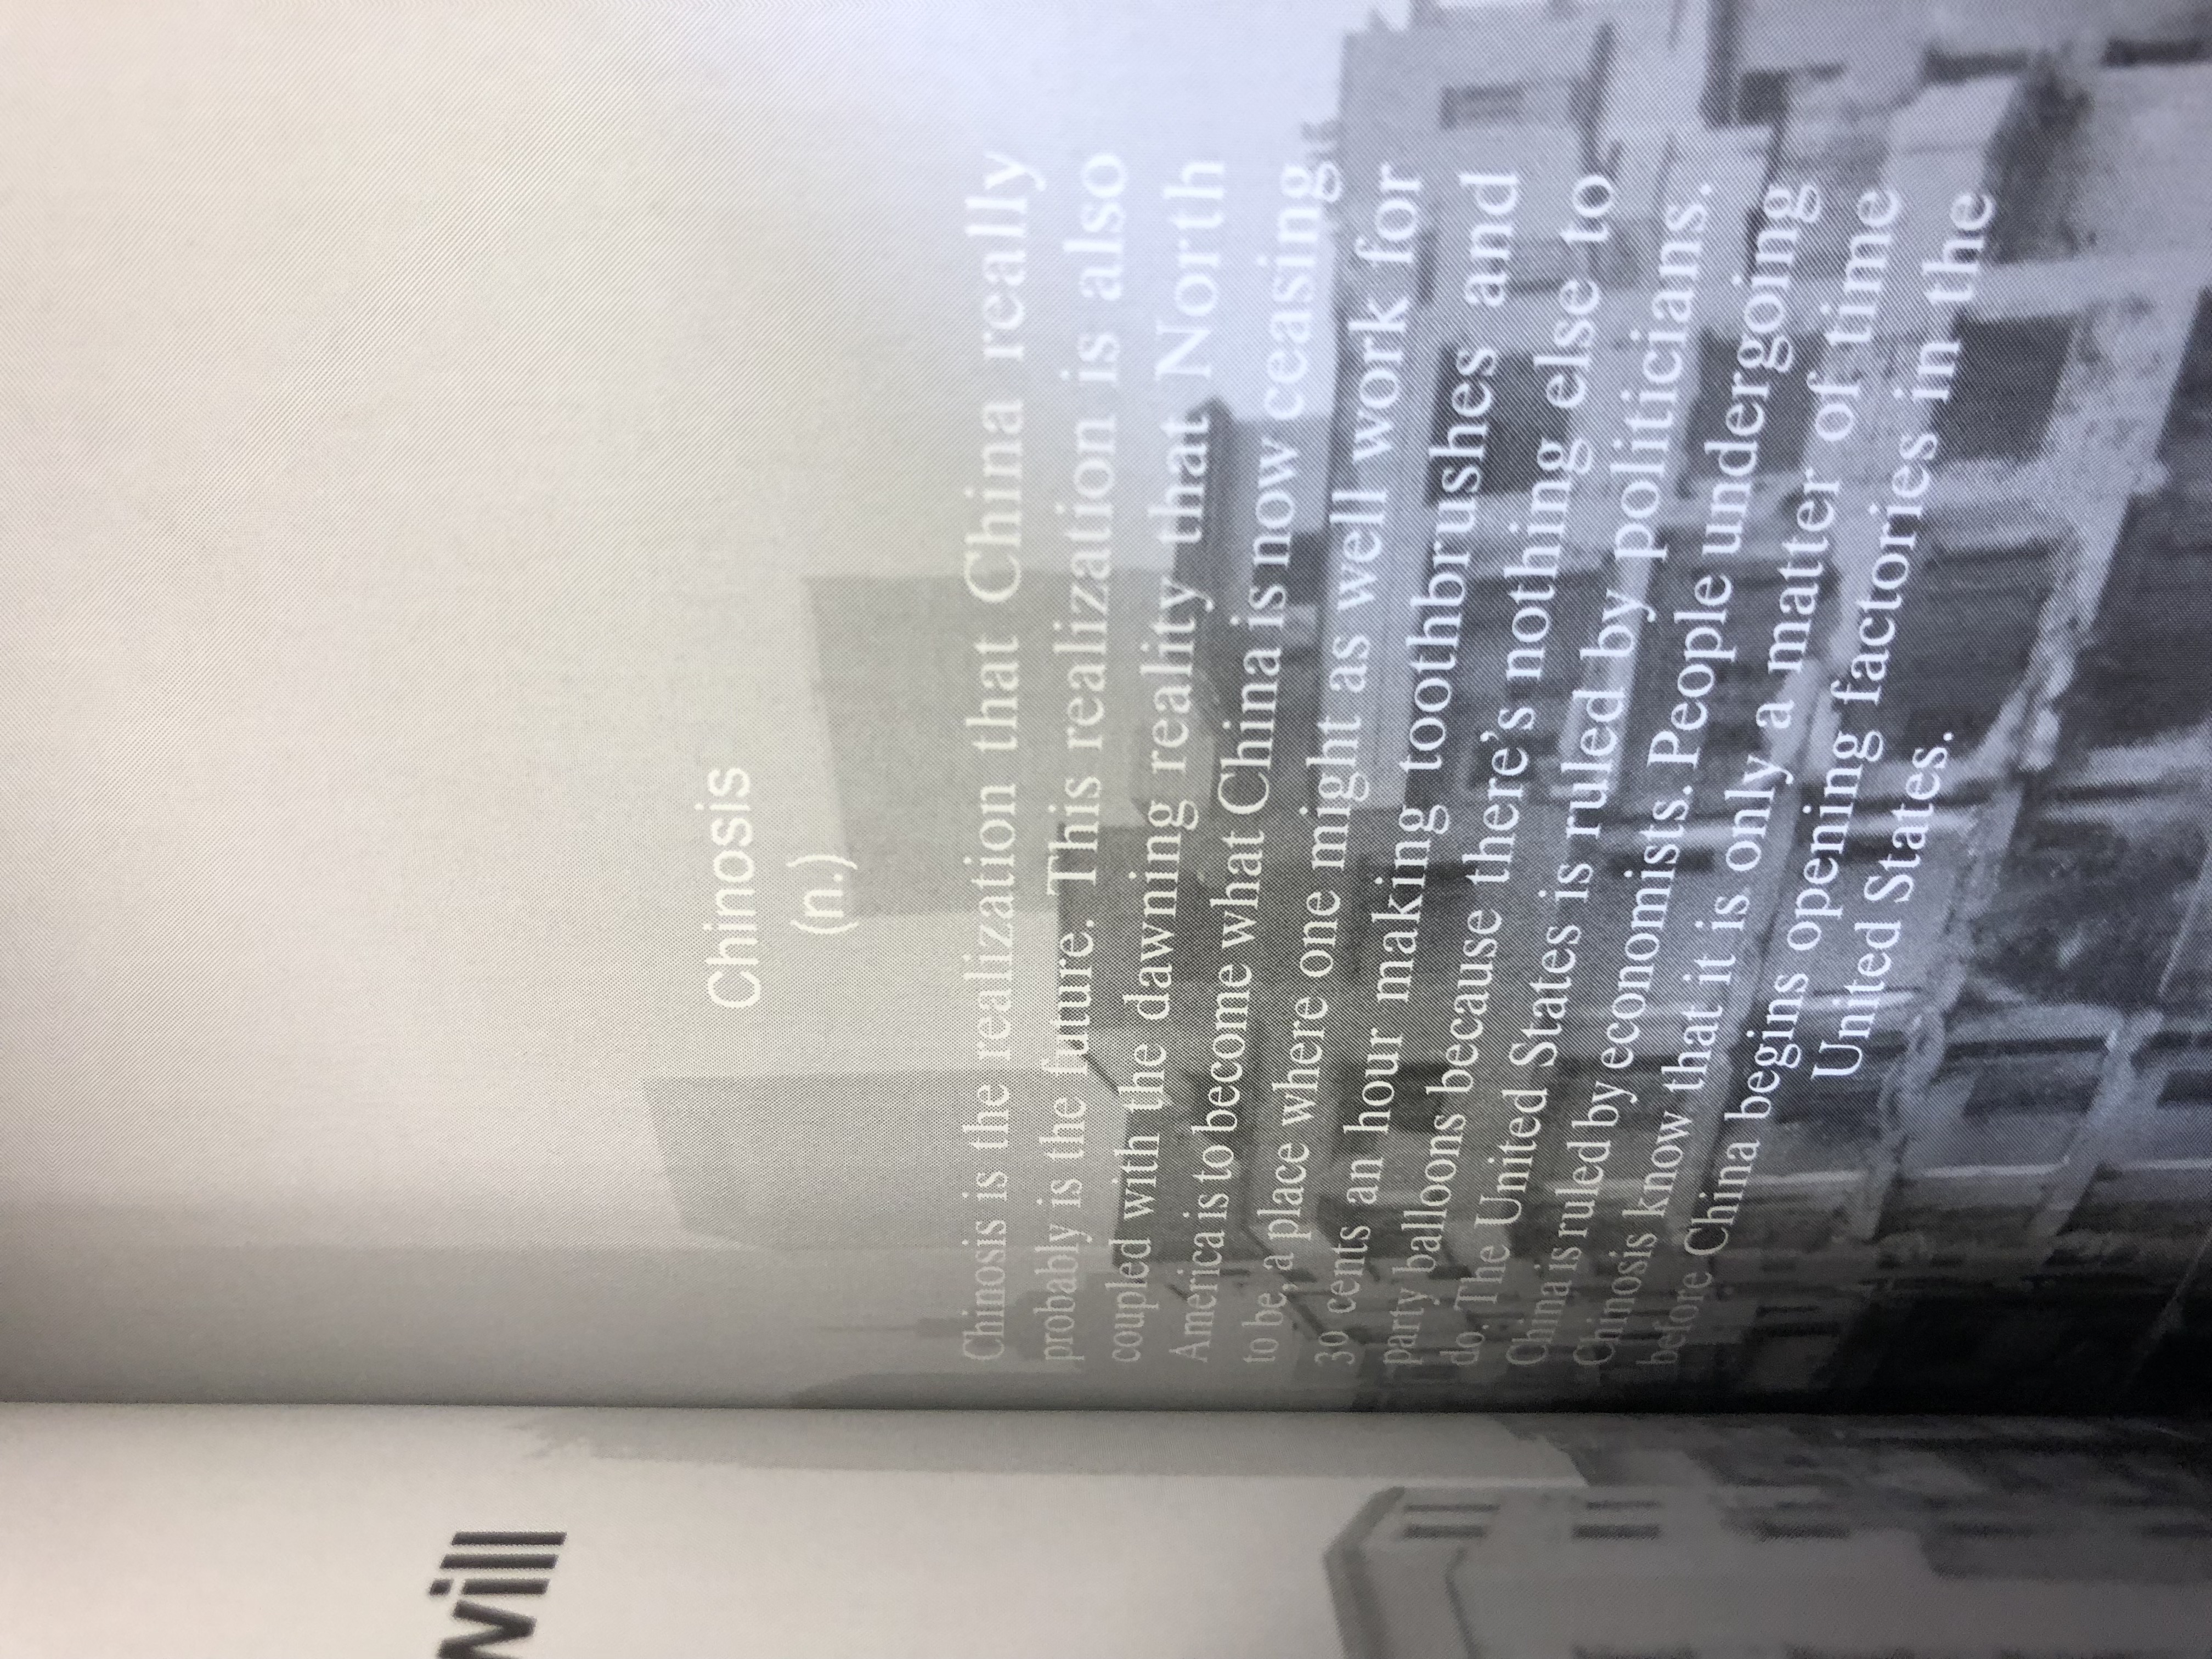 will
Chinosis
(n.)
Chinosis is the realization that China really
probably is the future. This realization is also
coupled with the dawning reality that North
America is to become what China is now ceasing
to be, a place where one might as well work for
30 cents an hour making toothbrushes and
party balloons because there’s nothing else to
do. The United States is ruled by politicians.
China is ruled by economists. People undergoing
Chinosis know that it is only a matter of time
before China begins opening factories in the
United States.